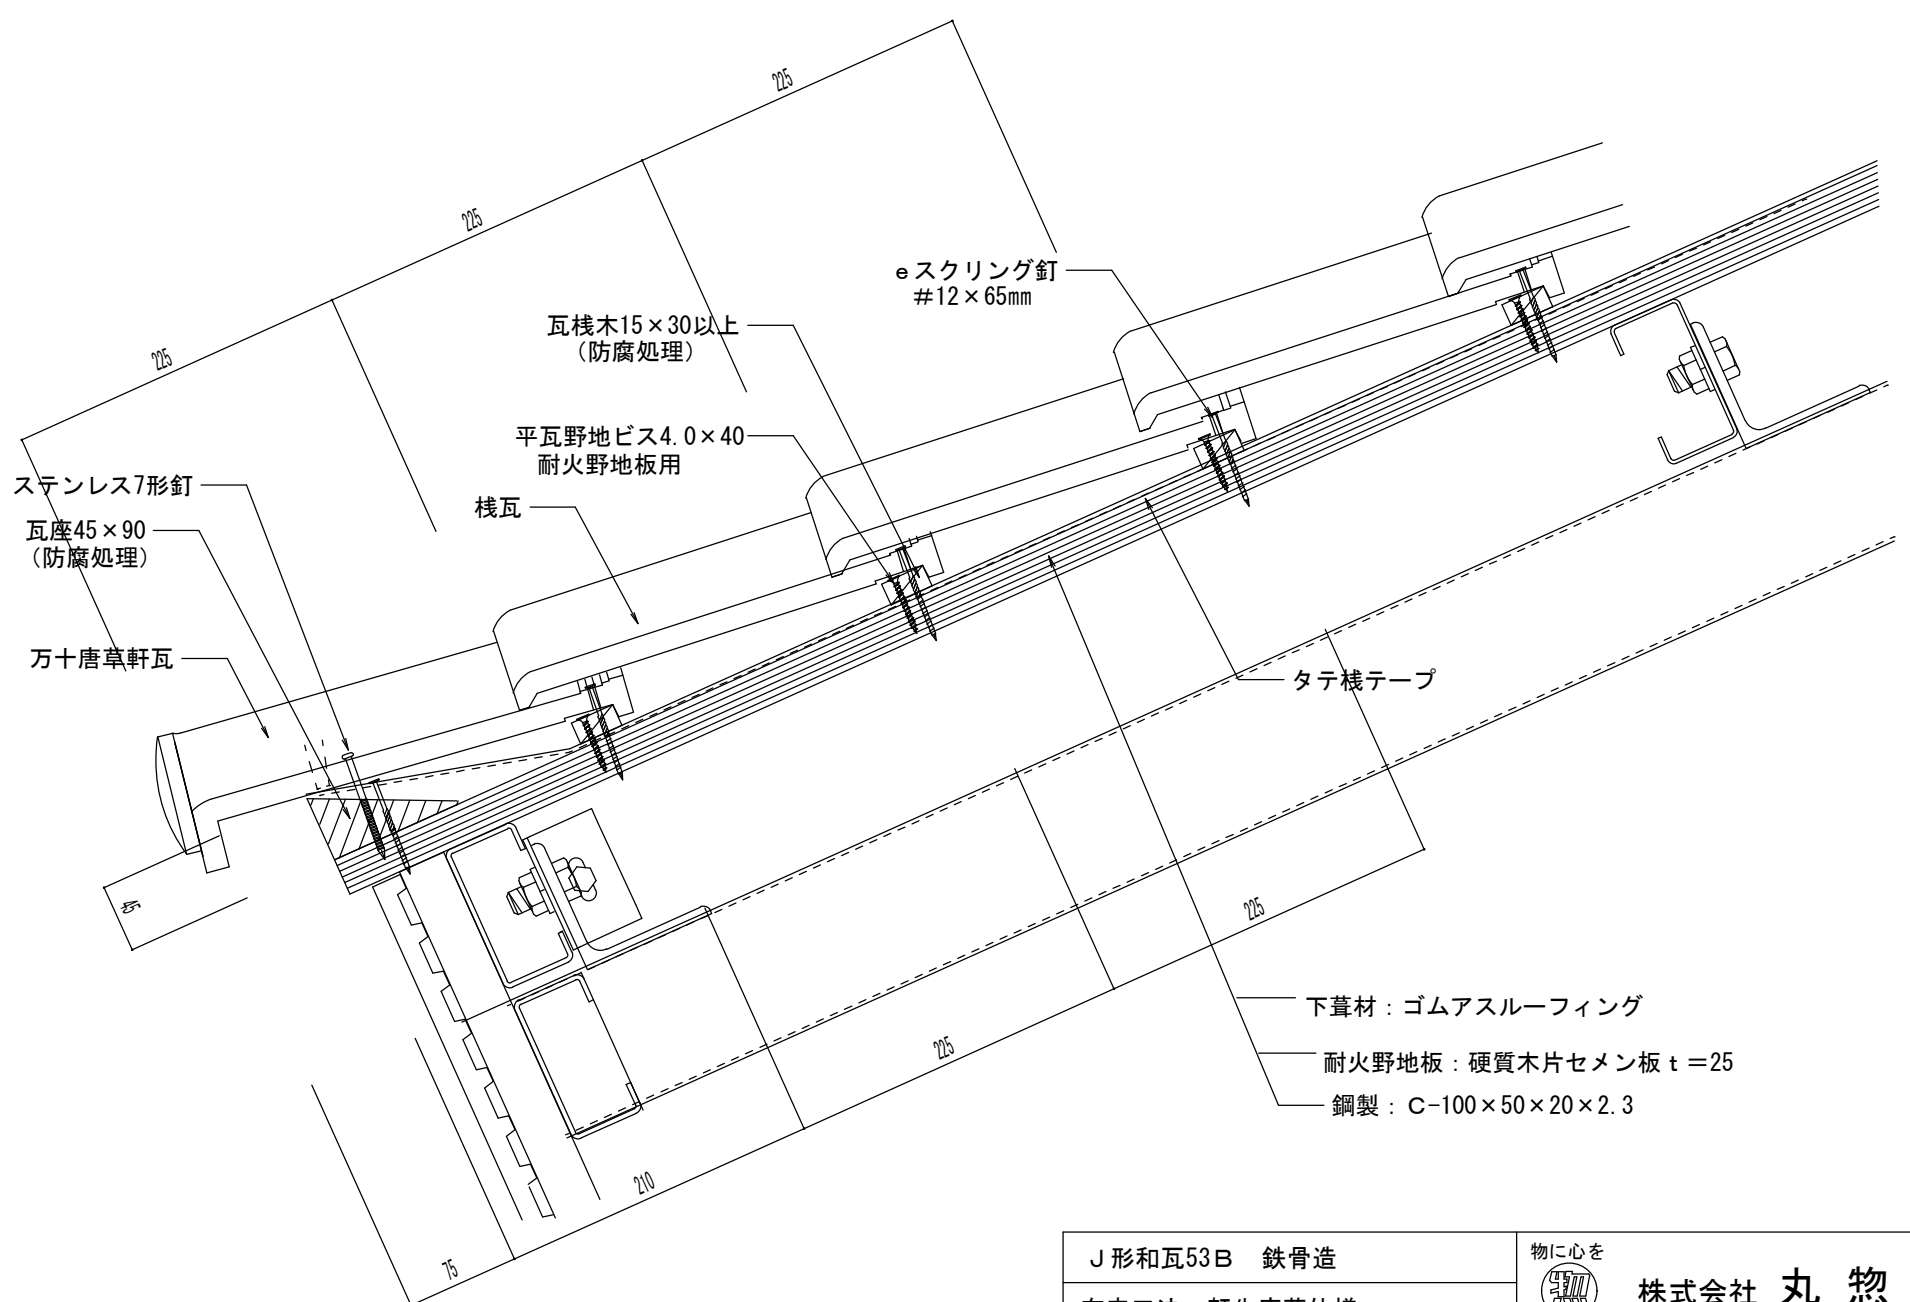 225
225
225
eスクリング釘
#12×65mm
瓦桟木15×30以上
(防腐処理)
平瓦野地ビス4.0×40
耐火野地板用
ステンレス7形釘
桟瓦
瓦座45×90
(防腐処理)
万十唐草軒瓦
タテ桟テープ
45
225
225
210
75
下葺材:ゴムアスルーフィング
耐火野地板:硬質木片セメン板t=25
鋼製:C-100×50×20×2.3
J形和瓦53B 鉄骨造
物に心を
株式会社 丸 惣